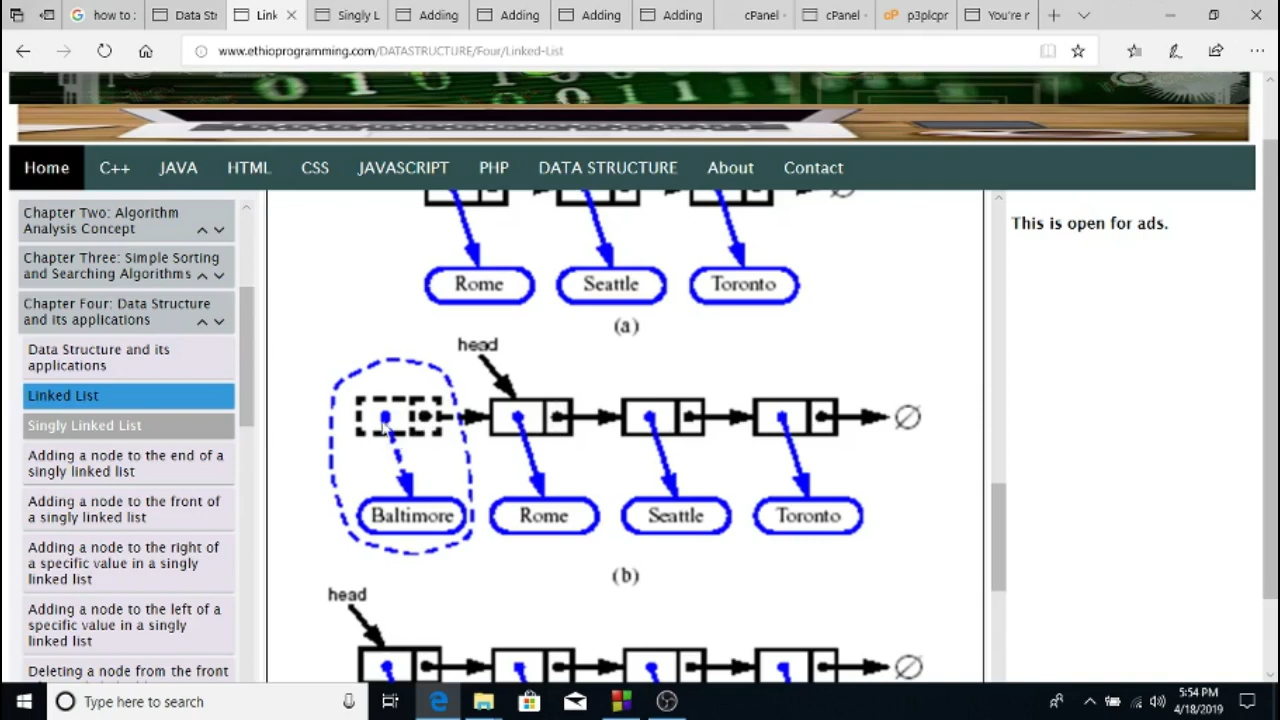 how to :
Data Str
Link
Singly L
Adding
Adding
Adding
Adding
cPanel -
cPanel -
cP p3plcpr
You're r
www.ethioprogramming.com/DATASTRUCTURE/Four/Linked-List
Home C++ JAVA HTML CSS JAVASCRIPT PHP DATA STRUCTURE About Contact
Chapter Two: Algorithm
Analysis Concept
Chapter Three: Simple Sorting
and Searching Algorithms
Chapter Four: Data Structure
and its applications
Data Structure and its
applications
Linked List
Singly Linked List
Adding a node to the end of a
singly linked list
Adding a node to the front of
a singly linked list
Adding a node to the right of
a specific value in a singly
linked list
Adding a node to the left of a
specific value in a singly
linked list
Deleting a node from the front
Rome Seattle Toronto
(a)
head
∅
Baltimore Rome Seattle Toronto
(b)
head
∅
This is open for ads.
Type here to search
5:54 PM
4/18/2019